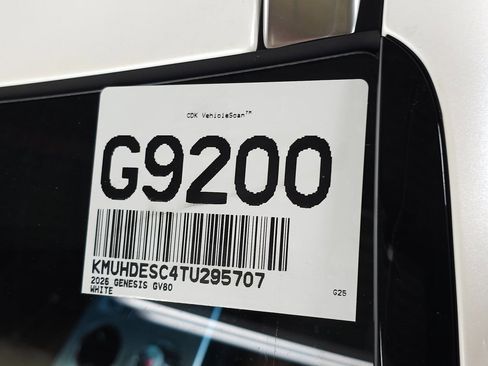 CDK VehicleScan™
G9200
KMUHDESC4TU295707
2026 GENESIS GV80
WHITE
G25